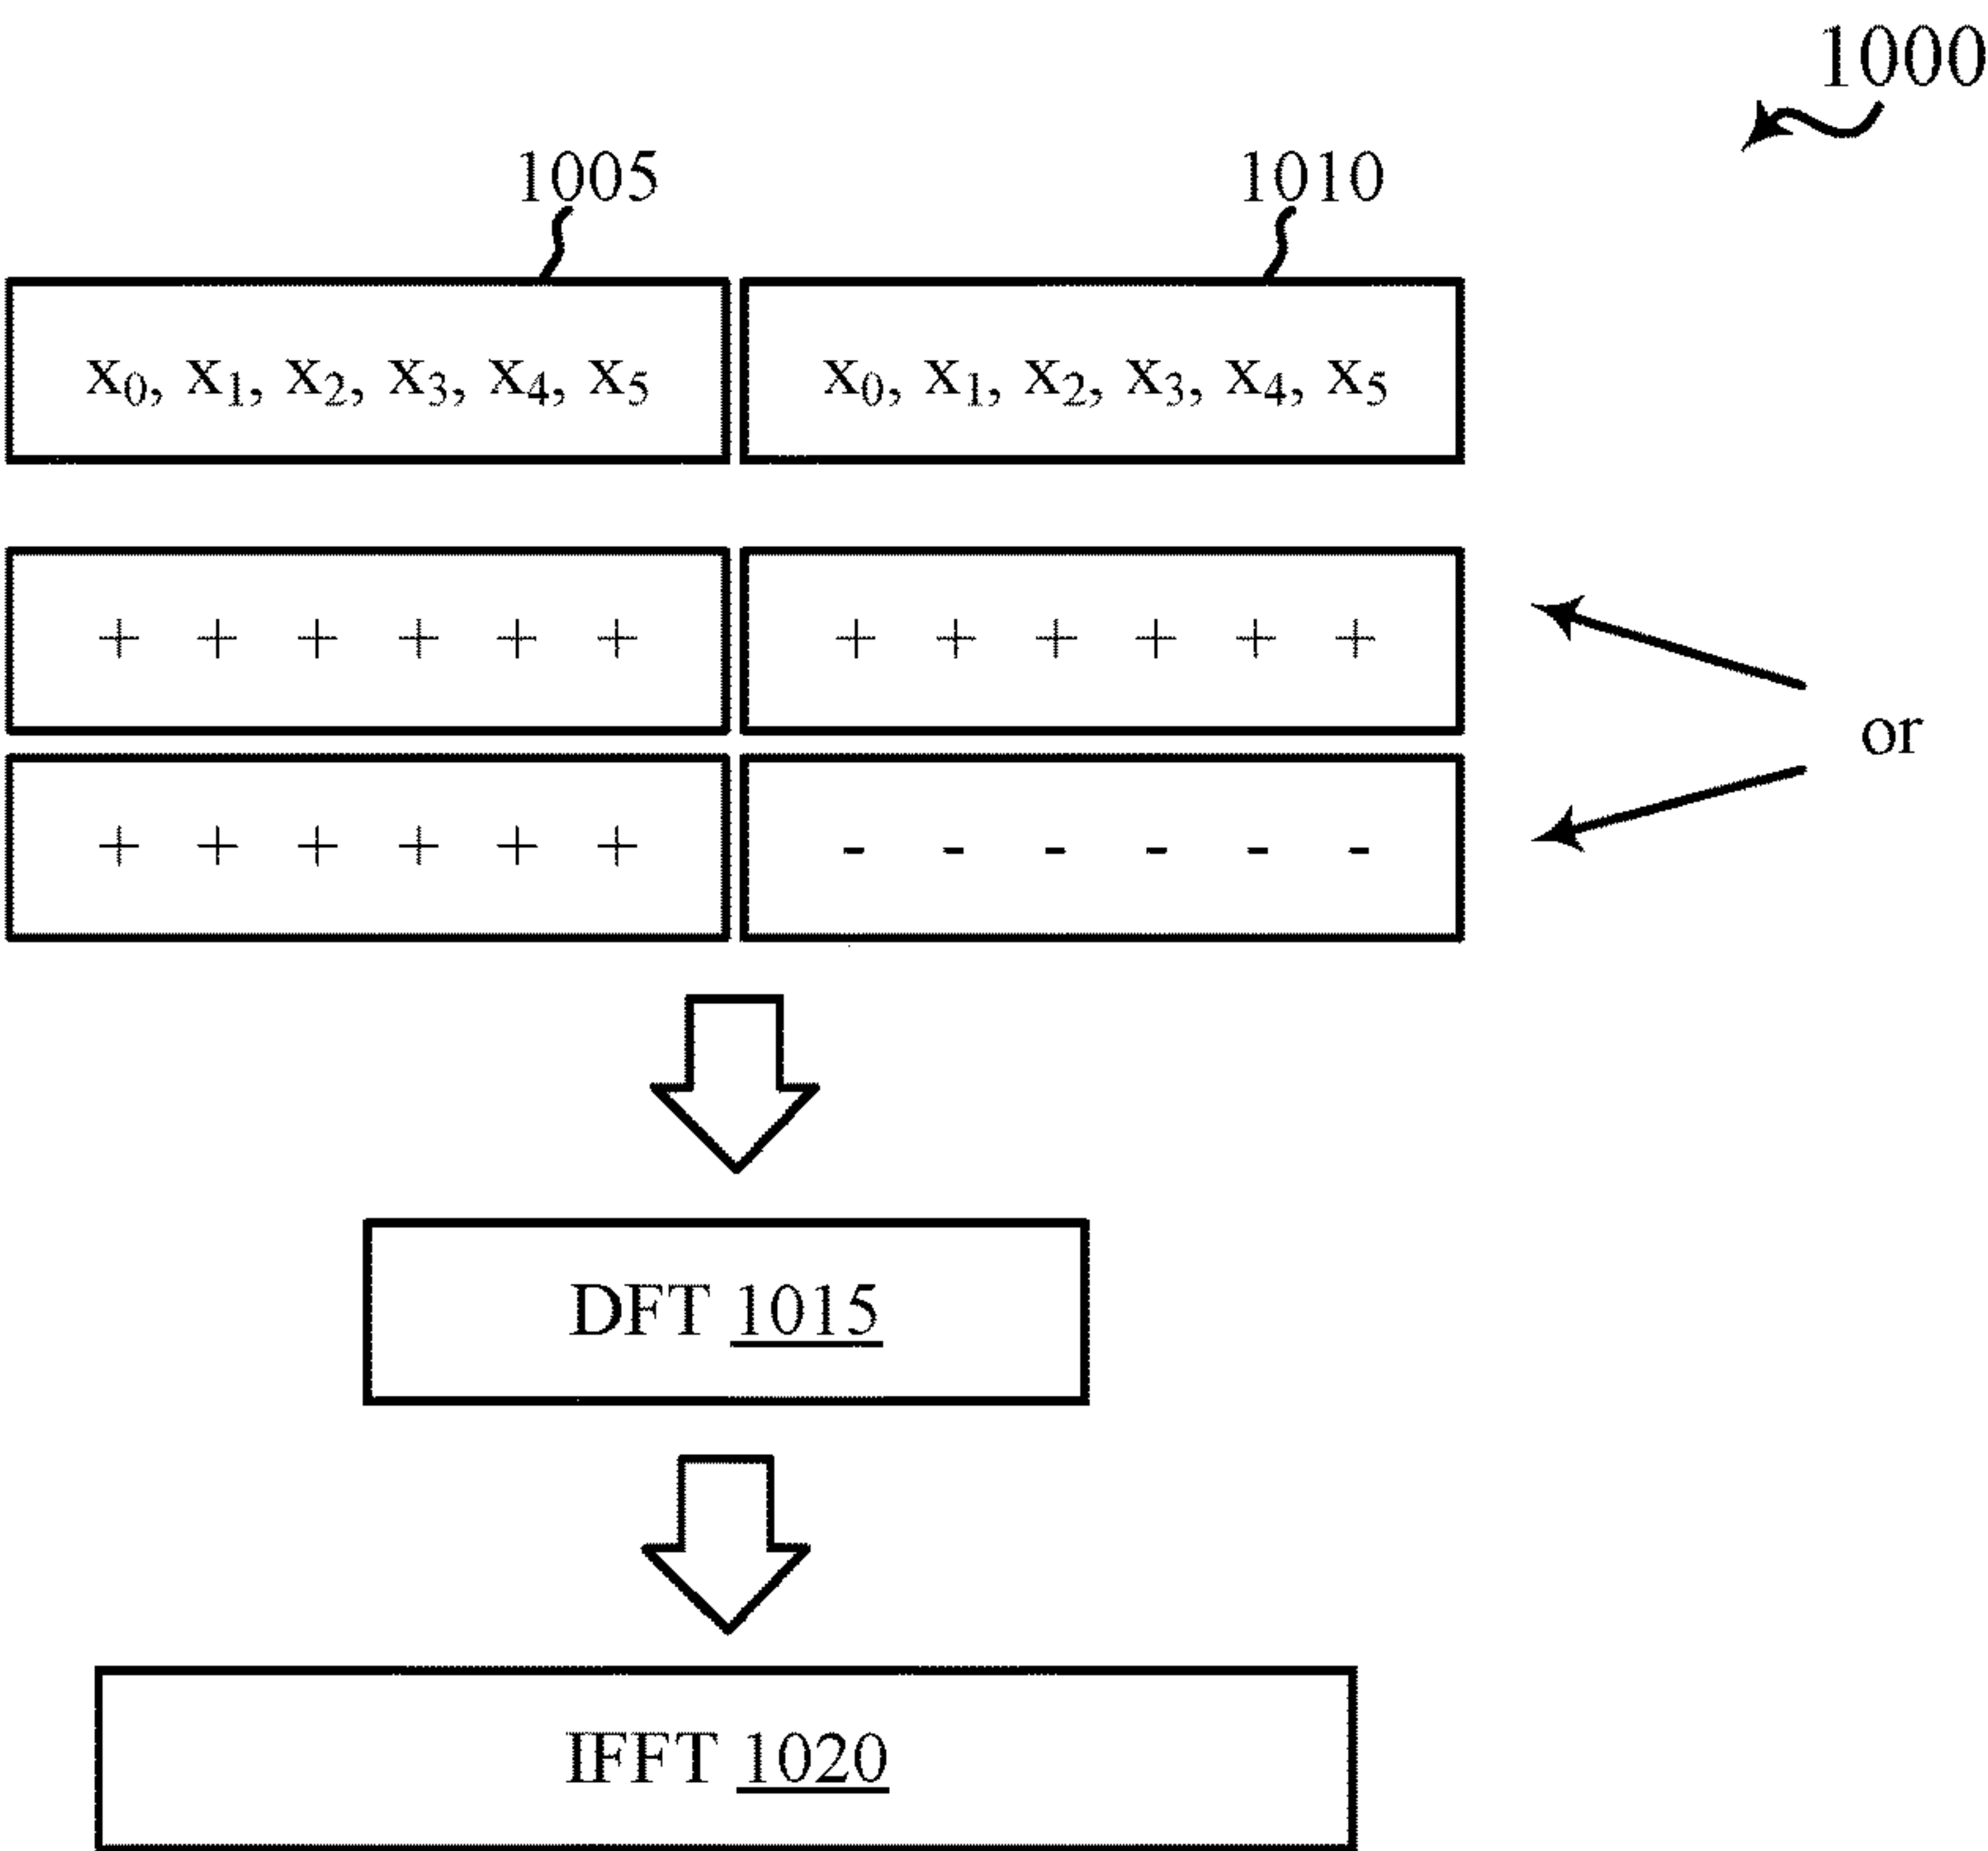 1000
1005 1010
x₀, x₁, x₂, x₃, x₄, x₅ x₀, x₁, x₂, x₃, x₄, x₅
+ + + + + + + + + + + +
or
+ + + + + + - - - - - -
DFT 1015
IFFT 1020